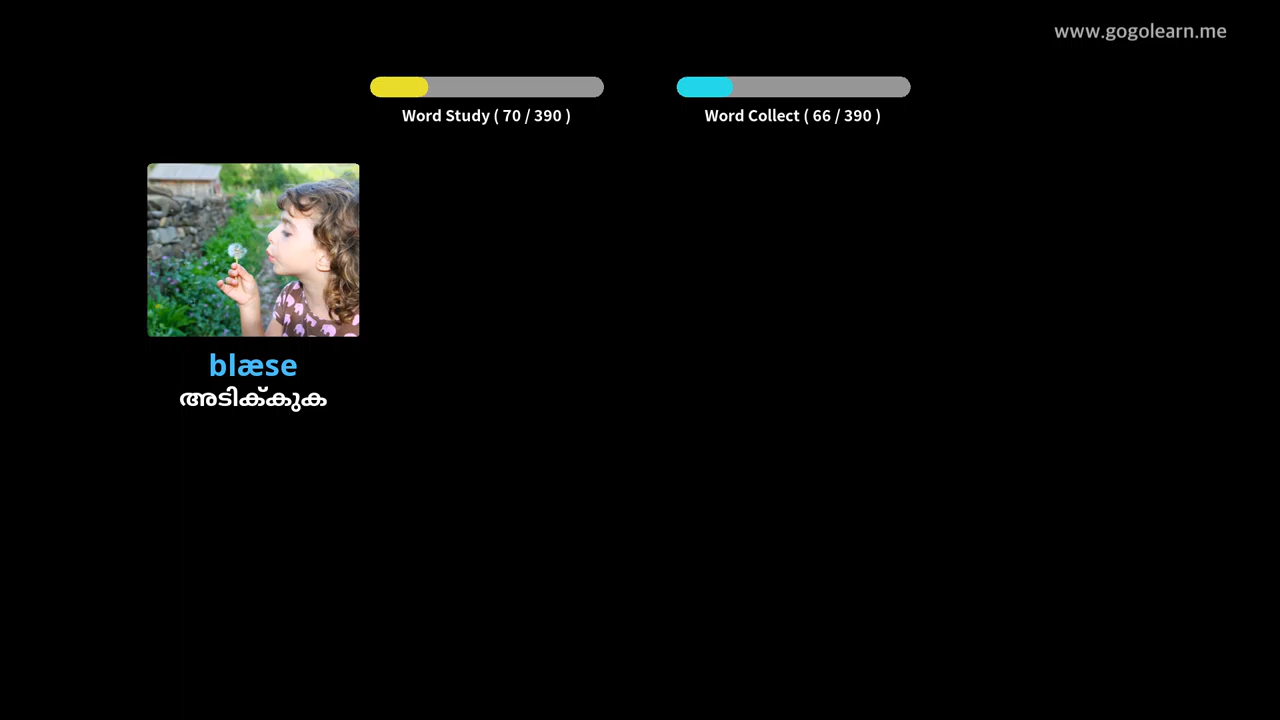 www.gogolearn.me
Word Study ( 70 / 390 )
Word Collect ( 66 / 390 )
blæse
അടിക്കുക